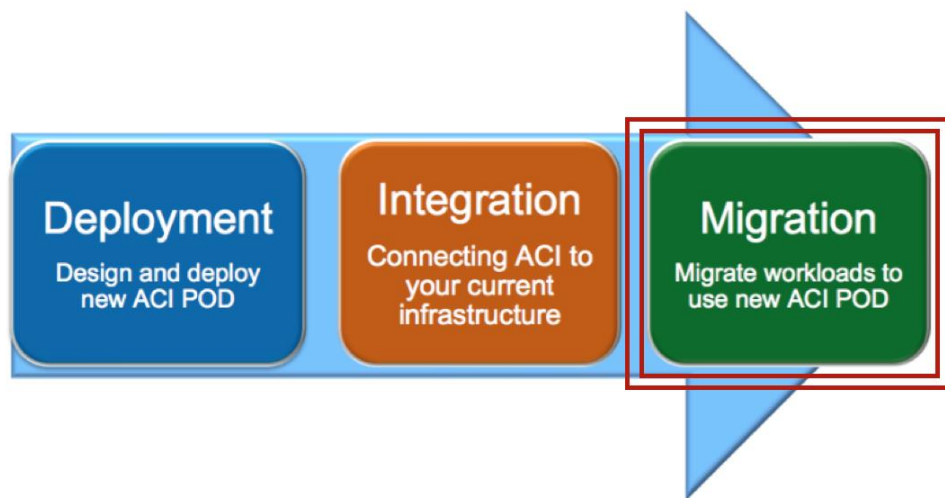 Deployment
Design and deploy
new ACI POD
Integration
Connecting ACI to
your current
infrastructure
Migration
Migrate workloads to
use new ACI POD